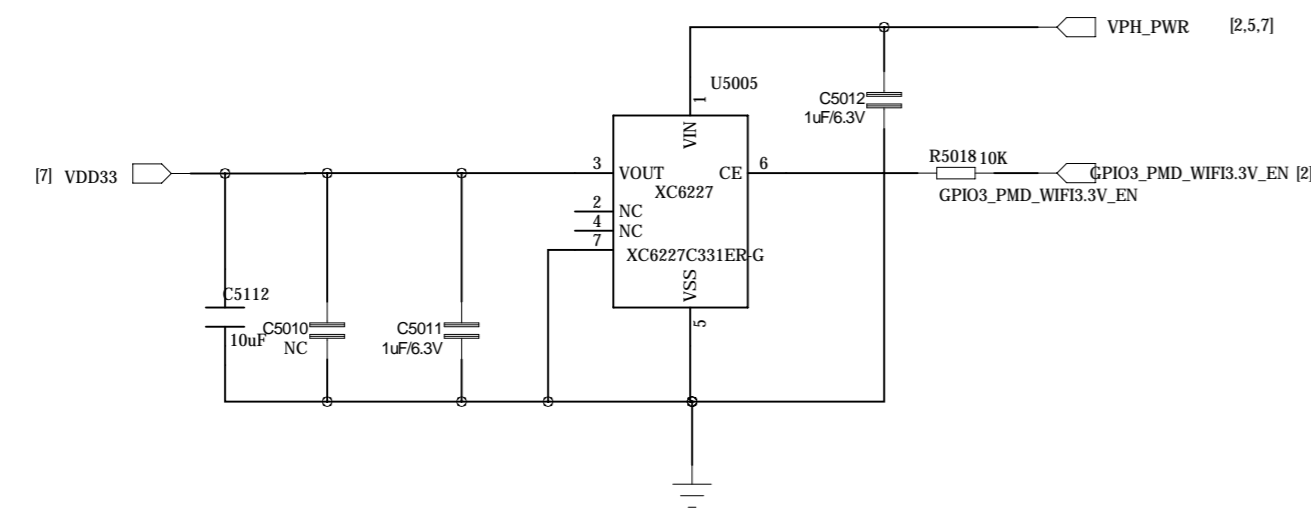 VPH_PWR [2,5,7]
U5005
1
C5012
1uF/6.3V
VIN
[7] VDD33
3
VOUT
CE
6
R5018 10K
GPIO3_PMD_WIFI3.3V_EN [2]
XC6227
GPIO3_PMD_WIFI3.3V_EN
2
NC
4
NC
7
XC6227C331ER-G
VSS
5
C5112
10uF
C5010
NC
C5011
1uF/6.3V